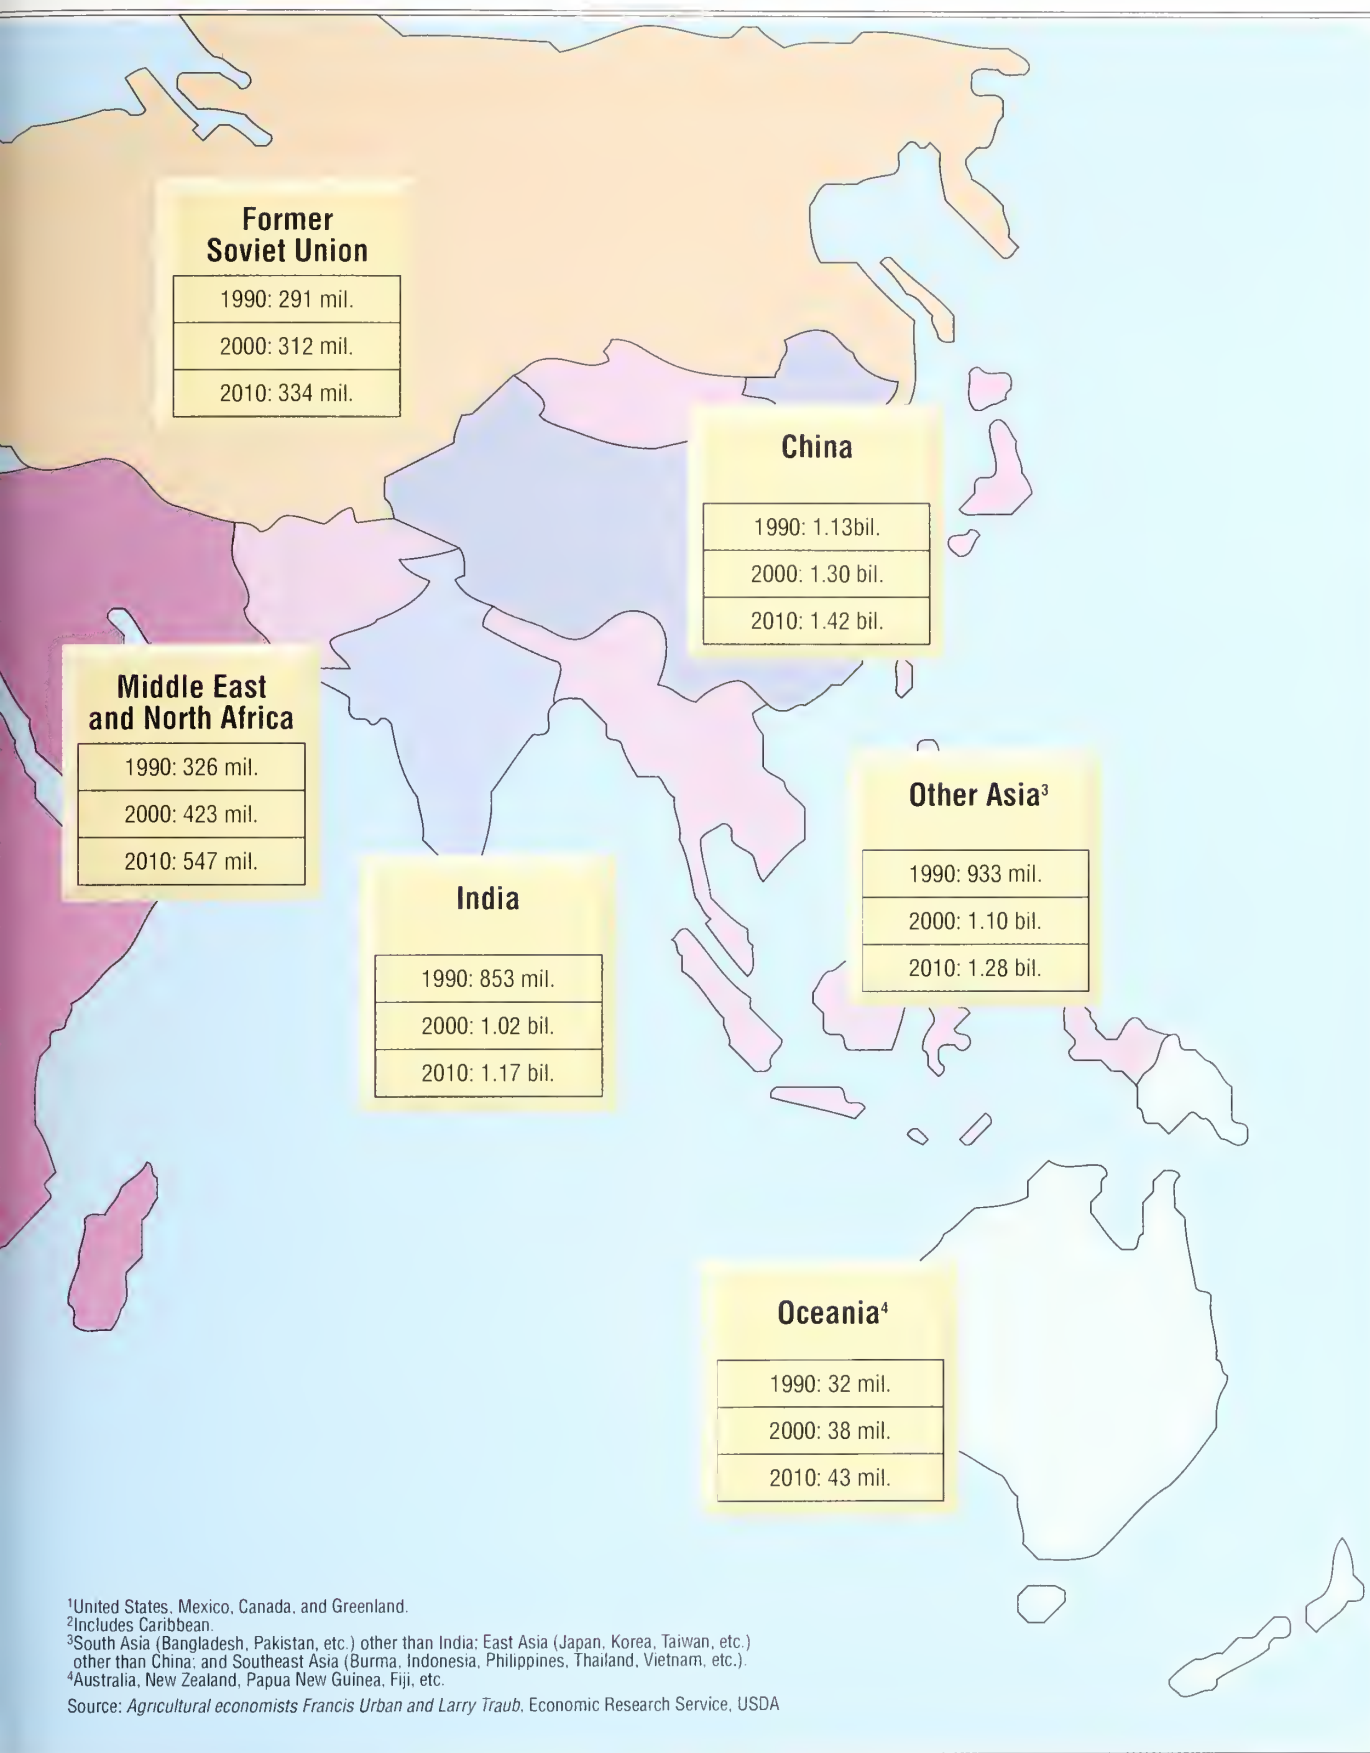 Former
Soviet Union
1990: 291 mil.
2000: 312 mil.
2010: 334 mil.
China
1990: 1.13bil.
2000: 1.30 bil.
2010: 1.42 bil.
Middle East
and North Africa
1990: 326 mil.
2000: 423 mil.
2010: 547 mil.
Other Asia³
1990: 933 mil.
2000: 1.10 bil.
2010: 1.28 bil.
India
1990: 853 mil.
2000: 1.02 bil.
2010: 1.17 bil.
Oceania⁴
1990: 32 mil.
2000: 38 mil.
2010: 43 mil.
¹United States, Mexico, Canada, and Greenland.
²Includes Caribbean.
³South Asia (Bangladesh, Pakistan, etc.) other than India; East Asia (Japan, Korea, Taiwan, etc.)
other than China; and Southeast Asia (Burma, Indonesia, Philippines, Thailand, Vietnam, etc.).
⁴Australia, New Zealand, Papua New Guinea, Fiji, etc.
Source: Agricultural economists Francis Urban and Larry Traub, Economic Research Service, USDA